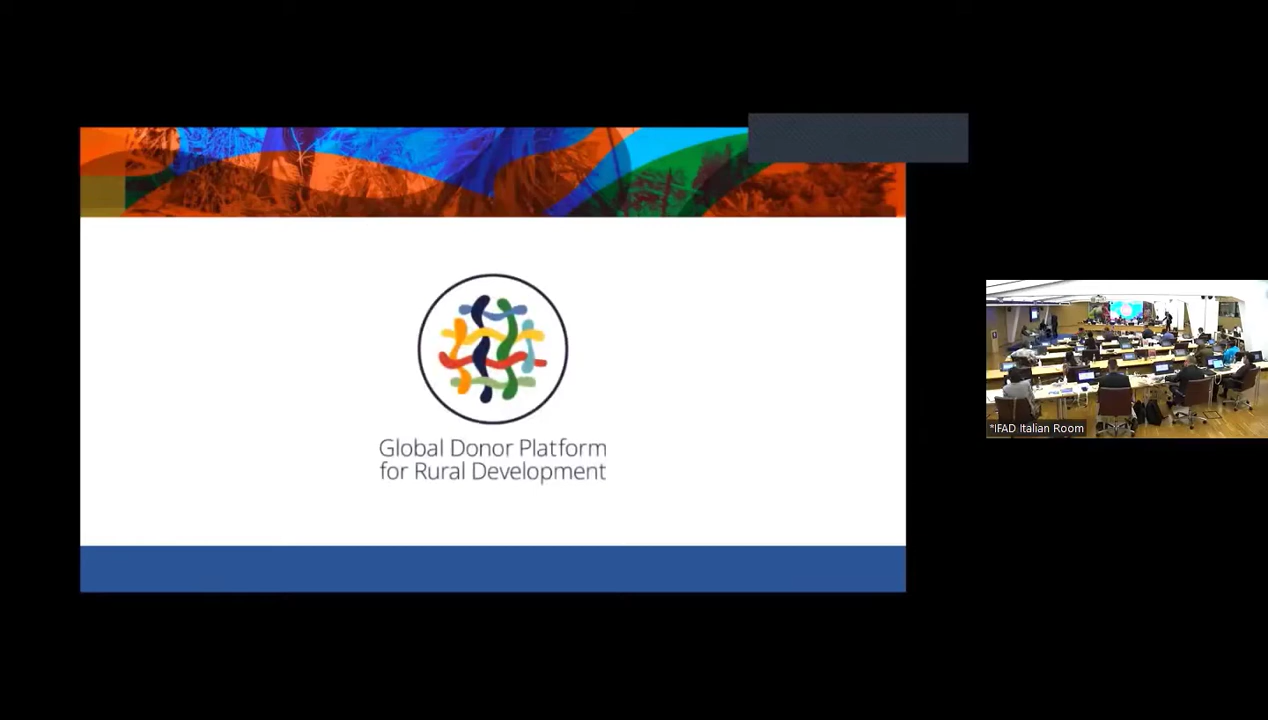 Global Donor Platform
for Rural Development
"IFAD Italian Room